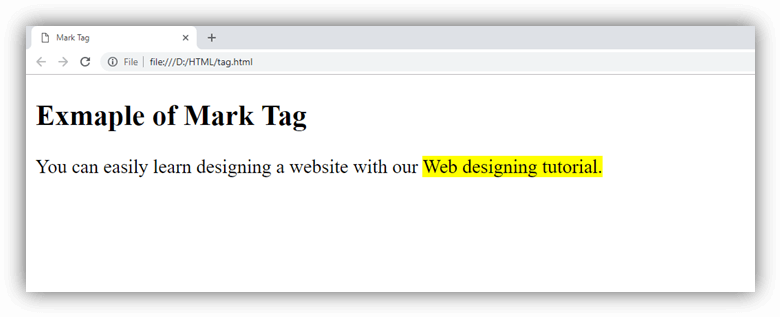 Mark Tag
File file:///D:/HTML/tag.html
Exmaple of Mark Tag
You can easily learn designing a website with our Web designing tutorial.